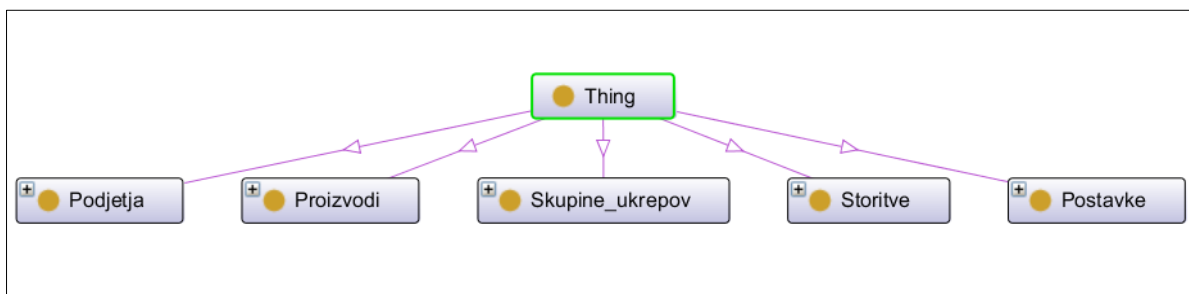 Thing
Podjetja
Proizvodi
Skupine_ukrepov
Storitve
Postavke